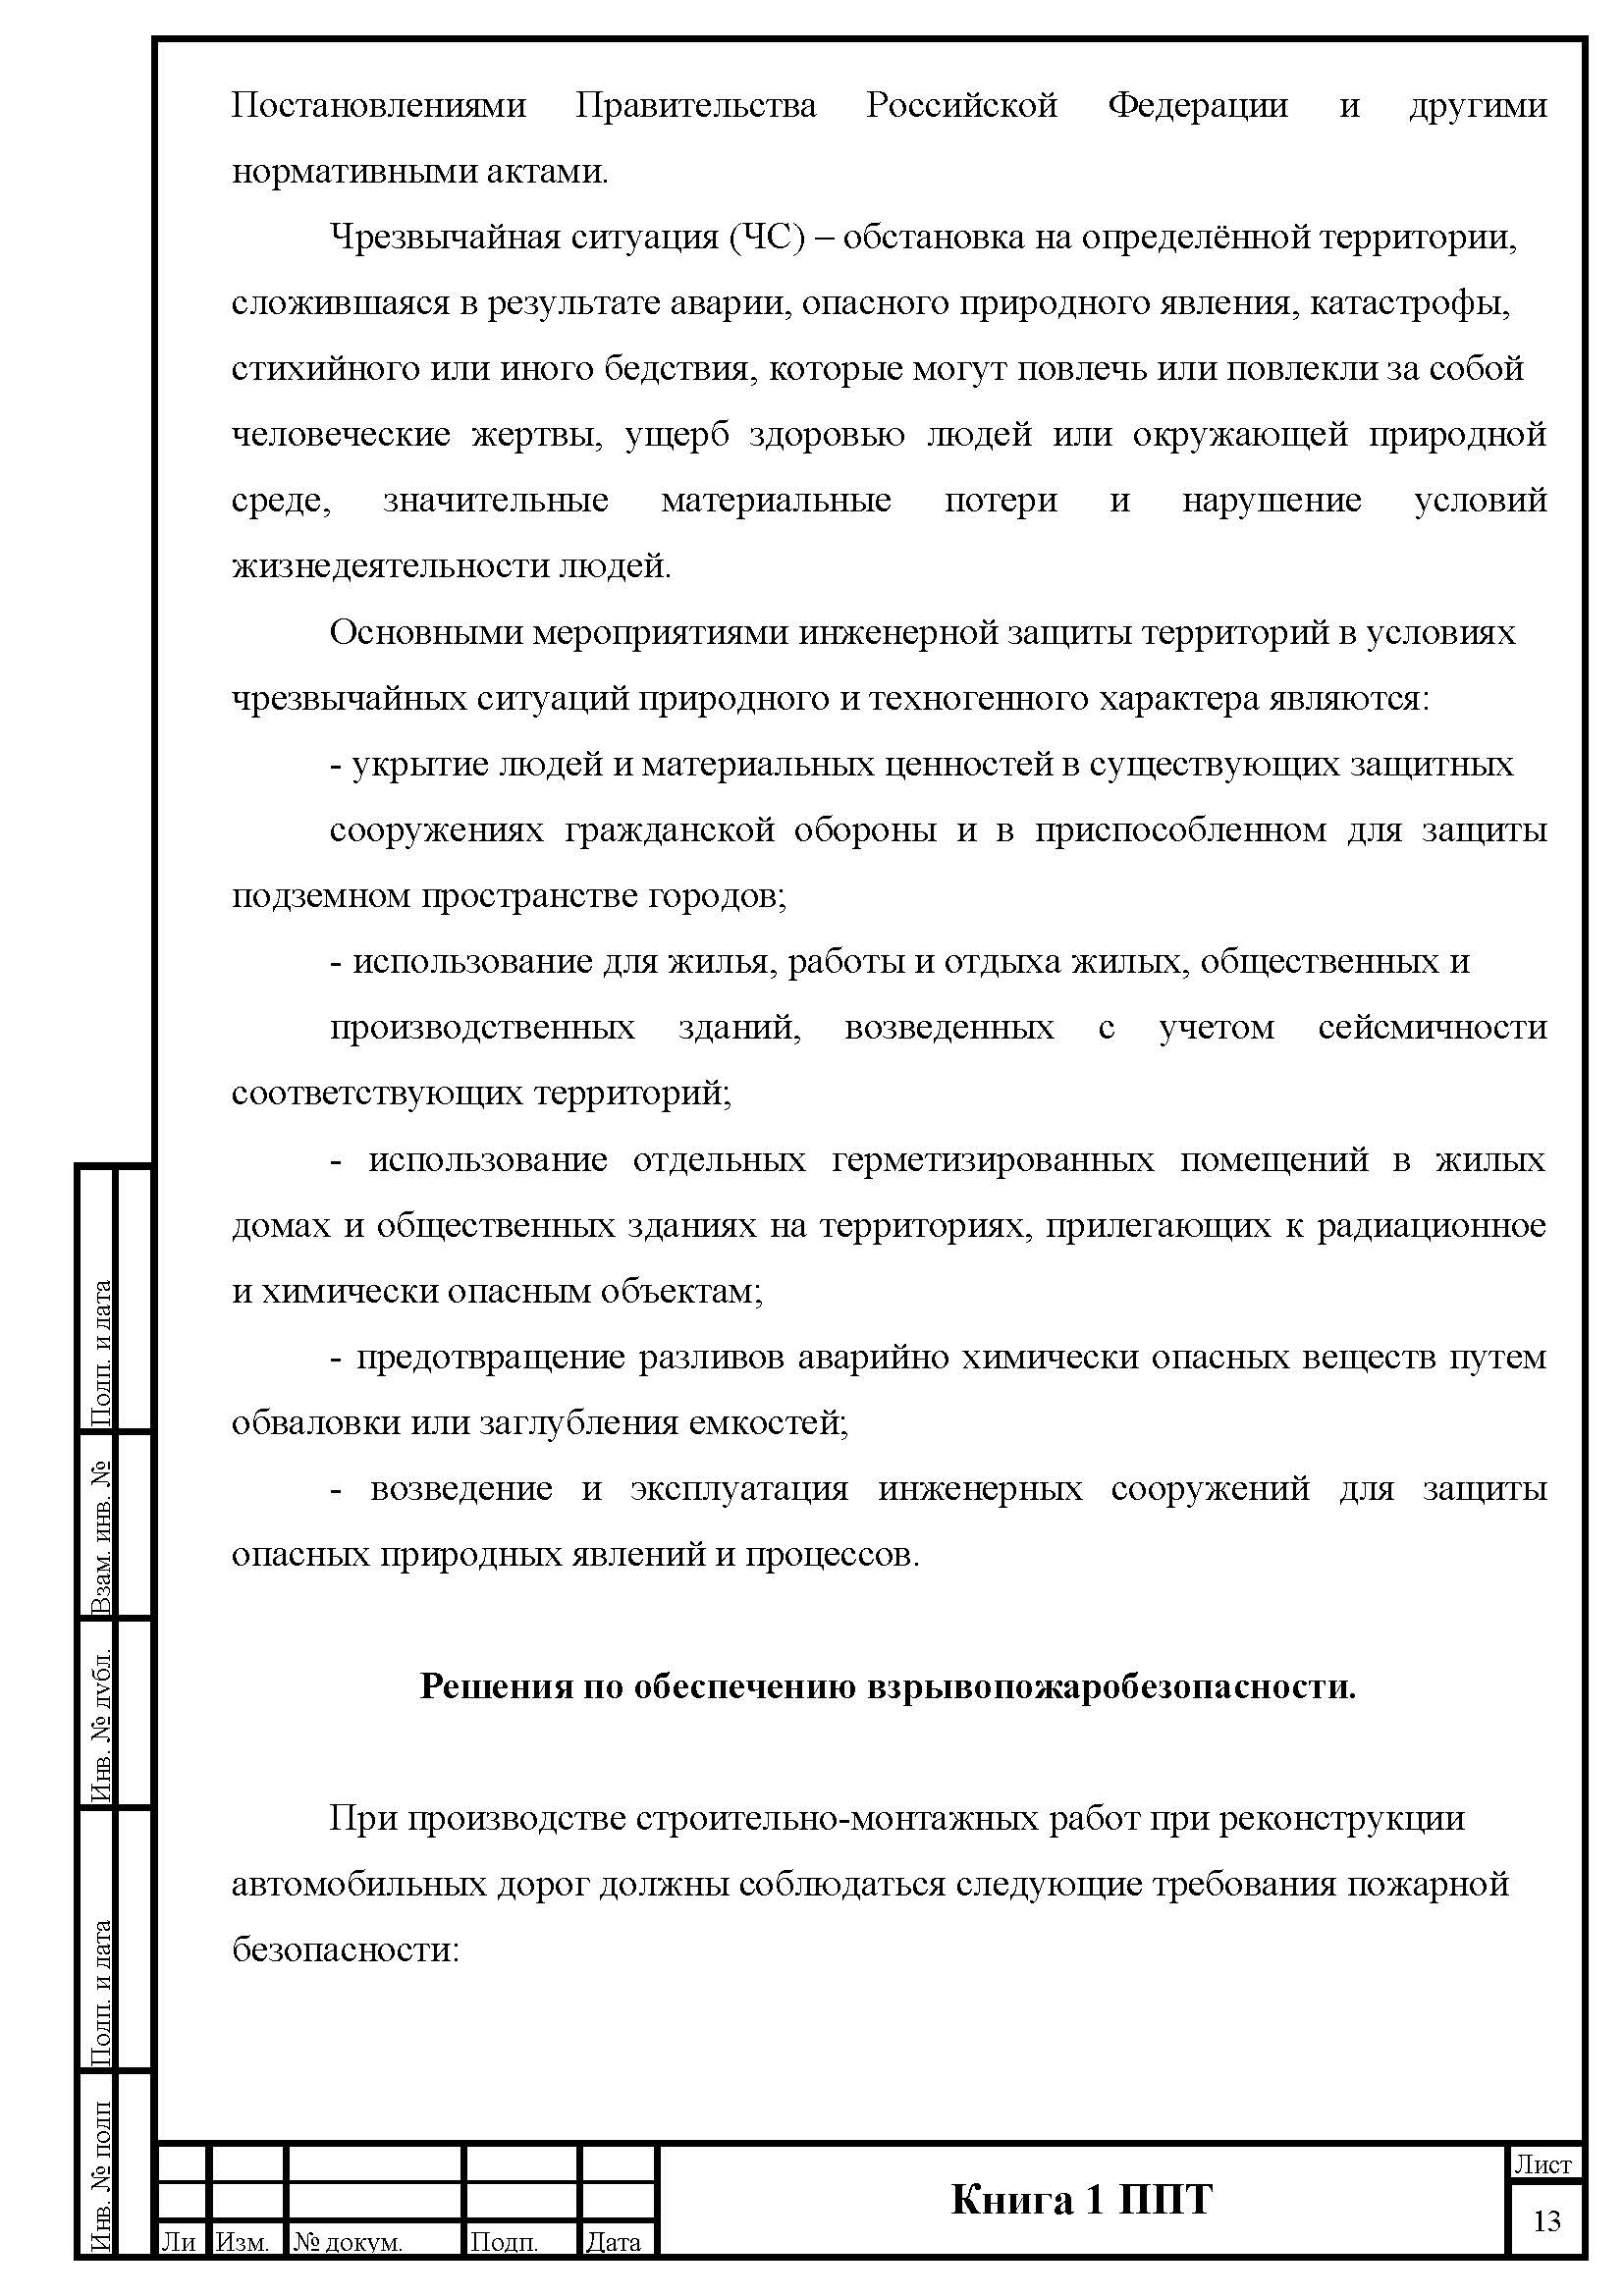 Постановлениями Правительства Российской Федерации и другими
нормативными актами.
Чрезвычайная ситуация (ЧС) – обстановка на определённой территории,
сложившаяся в результате аварии, опасного природного явления, катастрофы,
стихийного или иного бедствия, которые могут повлечь или повлекли за собой
человеческие жертвы, ущерб здоровью людей или окружающей природной
среде, значительные материальные потери и нарушение условий
жизнедеятельности людей.
Основными мероприятиями инженерной защиты территорий в условиях
чрезвычайных ситуаций природного и техногенного характера являются:
- укрытие людей и материальных ценностей в существующих защитных
сооружениях гражданской обороны и в приспособленном для защиты
подземном пространстве городов;
- использование для жилья, работы и отдыха жилых, общественных и
производственных зданий, возведенных с учетом сейсмичности
соответствующих территорий;
- использование отдельных герметизированных помещений в жилых
домах и общественных зданиях на территориях, прилегающих к радиационное
и химически опасным объектам;
- предотвращение разливов аварийно химически опасных веществ путем
обваловки или заглубления емкостей;
- возведение и эксплуатация инженерных сооружений для защиты
опасных природных явлений и процессов.
Решения по обеспечению взрывопожаробезопасности.
При производстве строительно-монтажных работ при реконструкции
автомобильных дорог должны соблюдаться следующие требования пожарной
безопасности:
Подп. и дата
Взам. инв. №
Инв. № дубл.
Подп. и дата
Инв. № подп
Ли Изм. № докум. Подп. Дата
Книга 1 ППТ
Лист
13